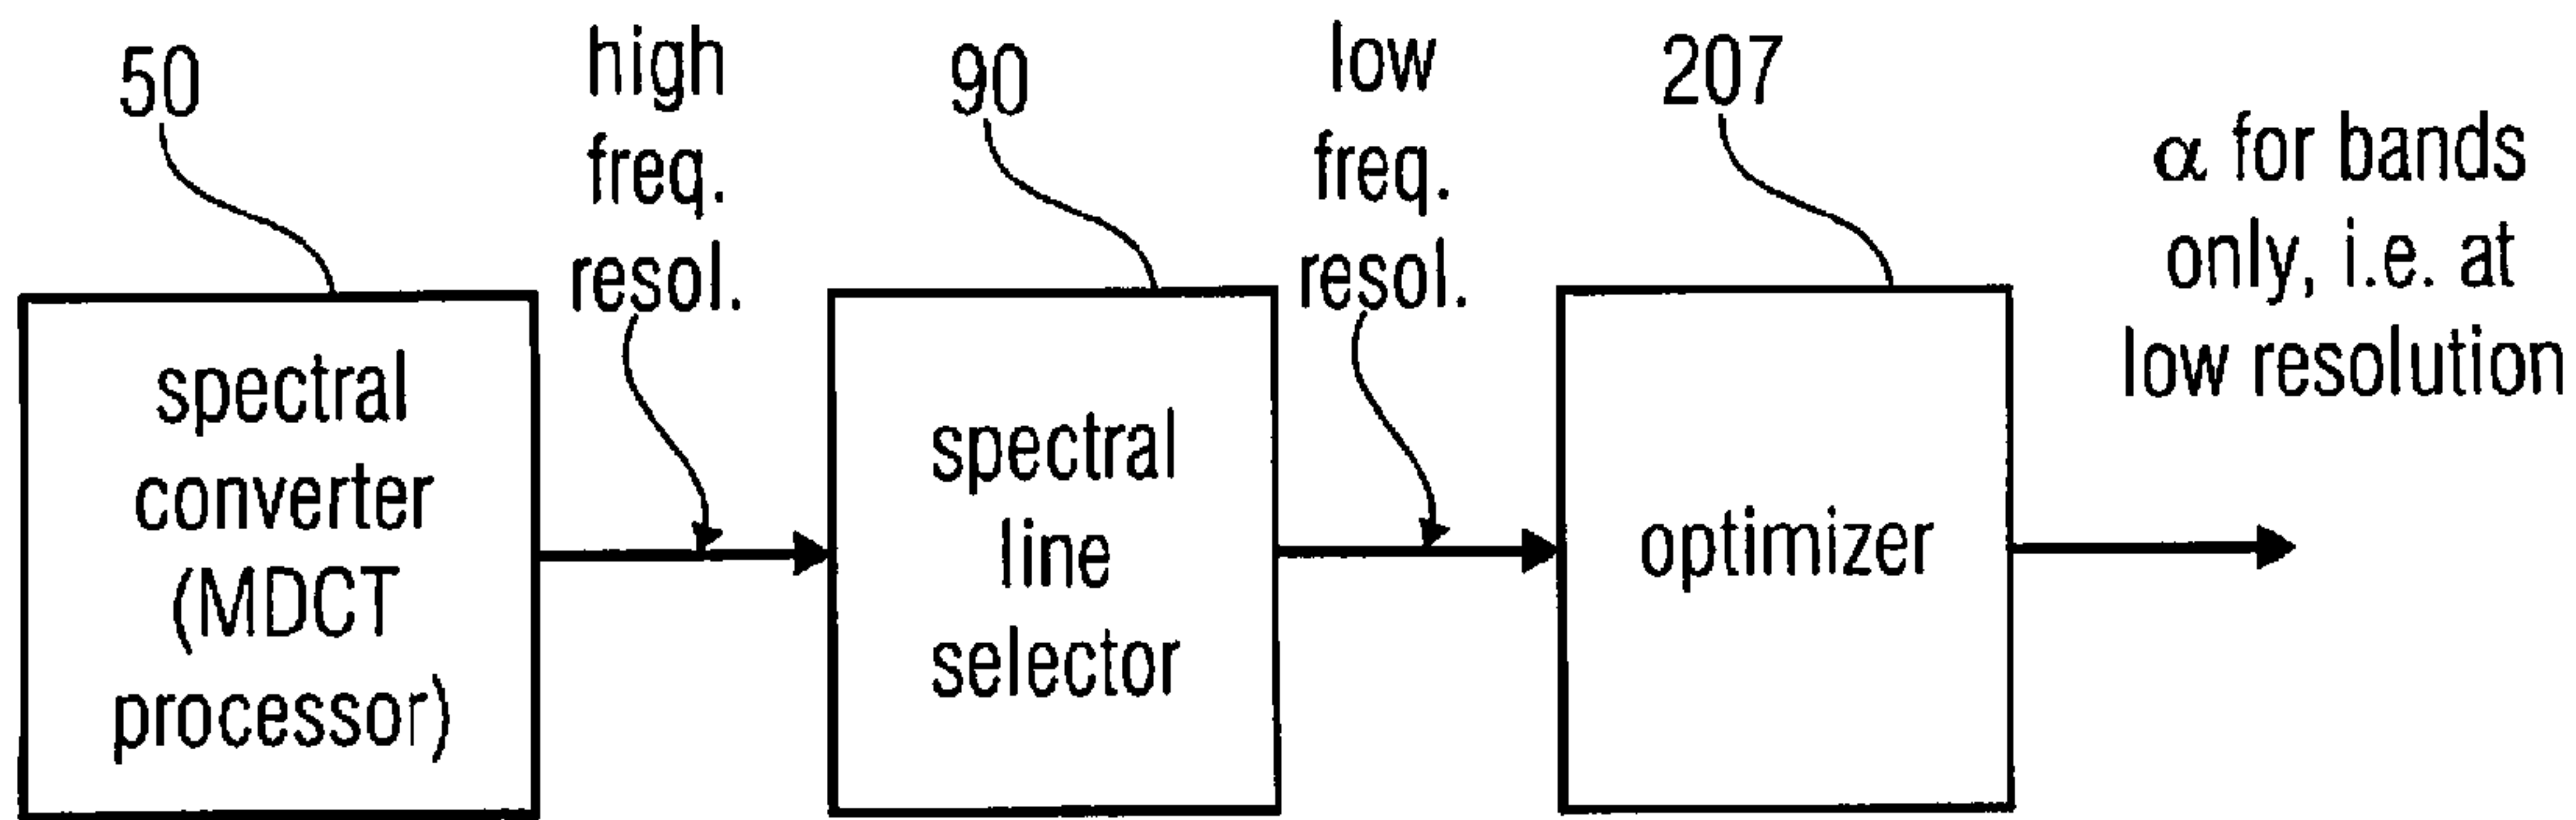 50
high
freq.
resol.
90
low
freq.
resol.
207
α for bands
only, i.e. at
low resolution
spectral
converter
(MDCT
processor)
spectral
line
selector
optimizer